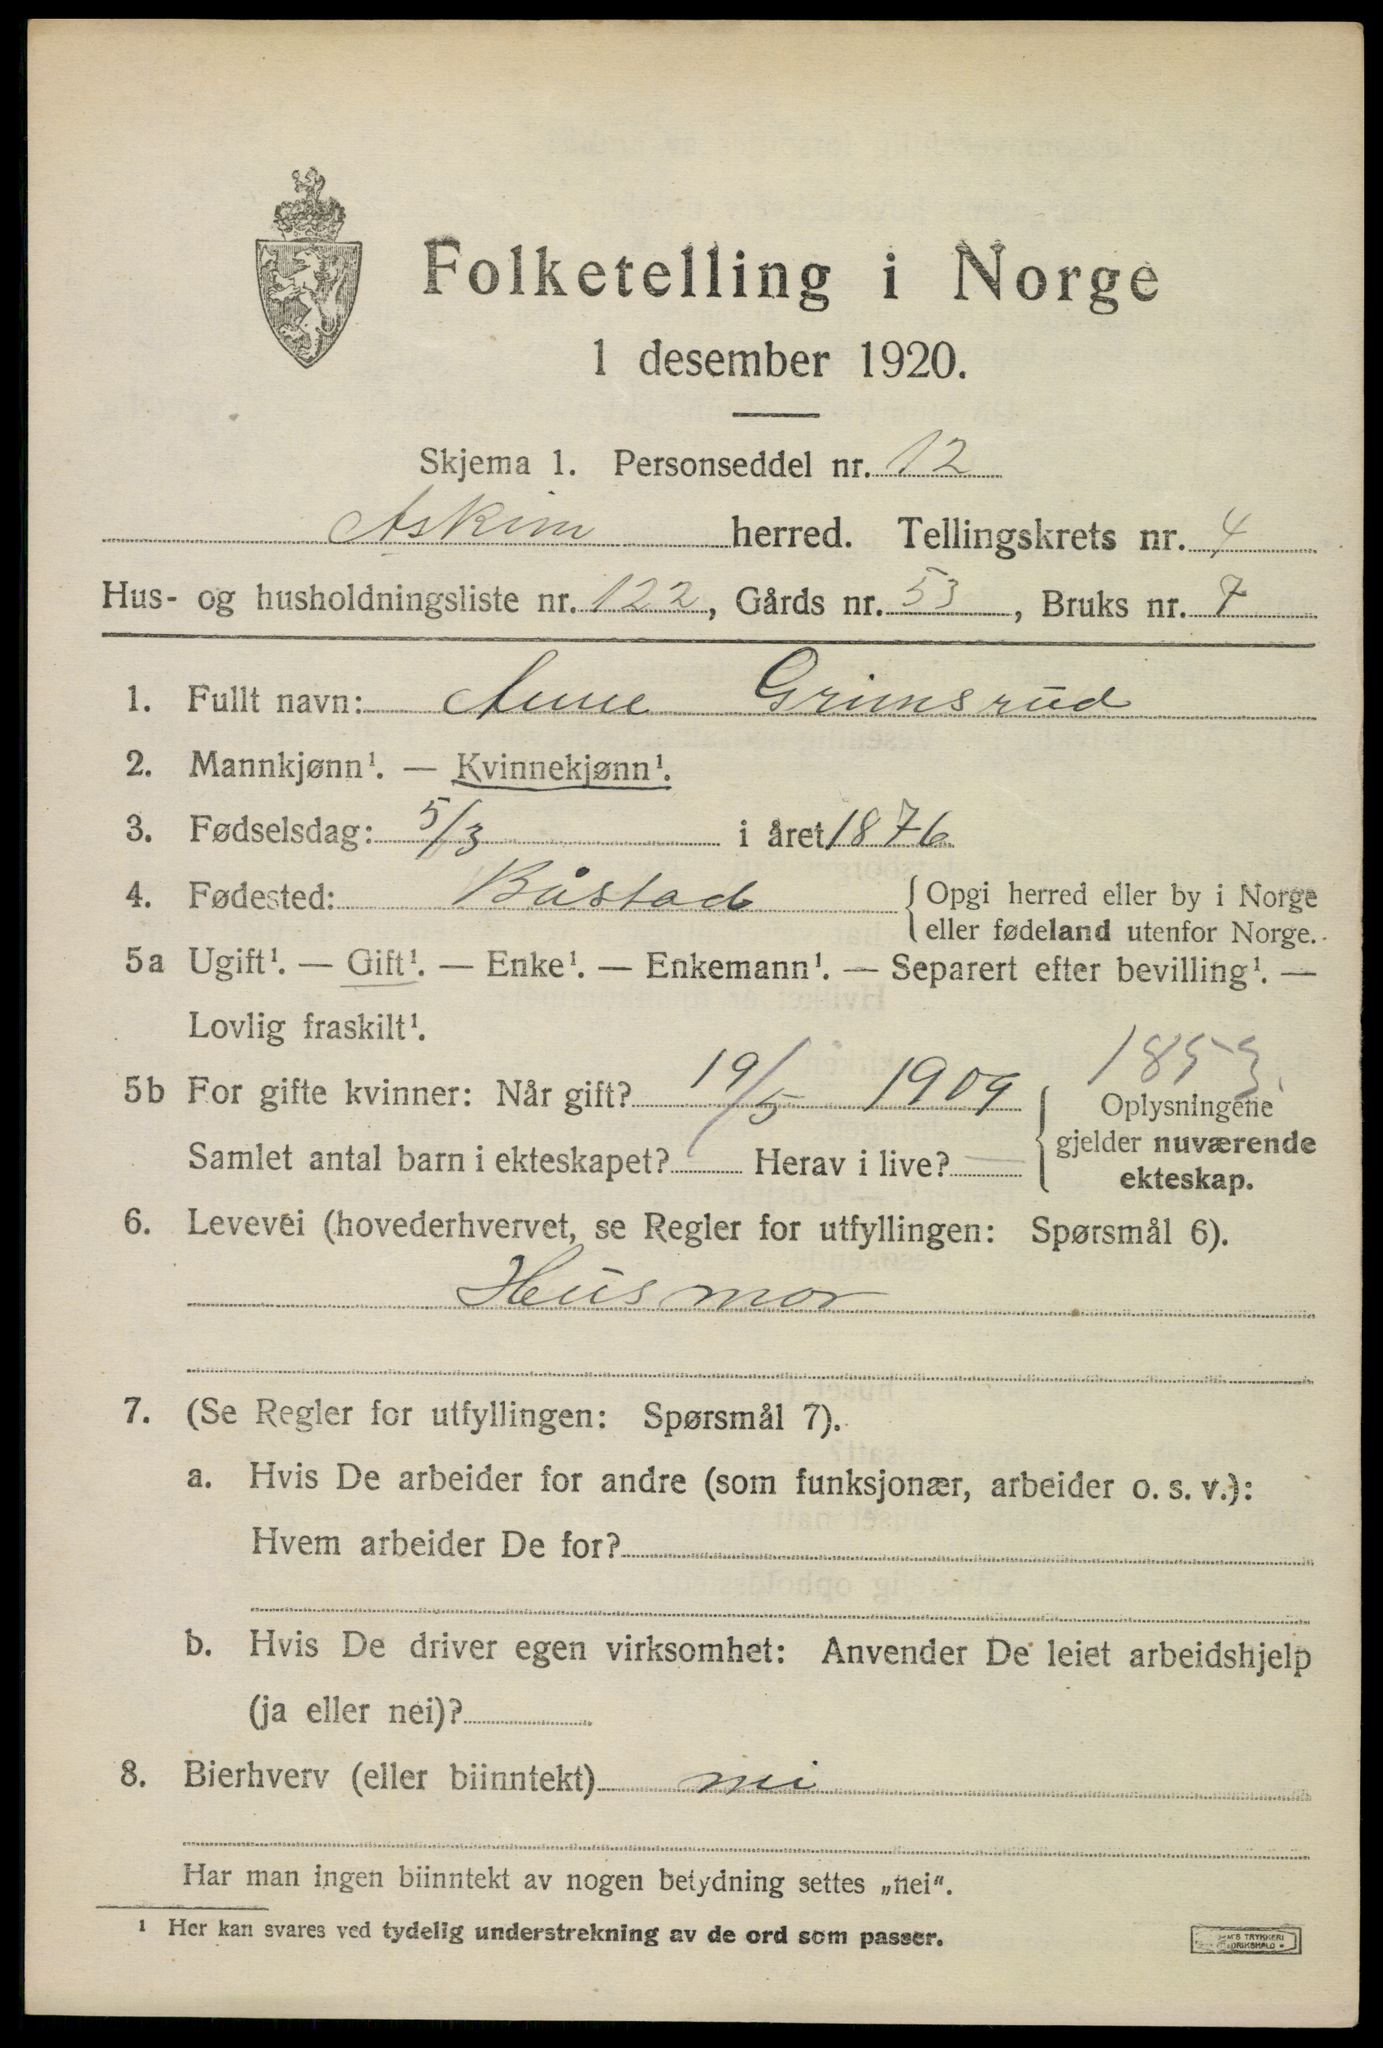 Folketelling i Norge
1 desember 1920.
Skjema 1. Personseddel nr. 12
Askim herred. Tellingskrets nr. 4
Hus- og husholdningsliste nr. 122, Gårds nr. 53, Bruks nr. 7
1. Fullt navn: Anne Grimsrud
2. Mannkjønn¹. — Kvinnekjønn¹.
3. Fødselsdag: 5/3 i året 1876
4. Fødested: Båstad { Opgi herred eller by i Norge
eller fødeland utenfor Norge.
5a Ugift¹. — Gift¹. — Enke¹. — Enkemann¹. — Separert efter bevilling¹. —
Lovlig fraskilt¹.
1853.
5b For gifte kvinner: Når gift? 19/5 1909 { Oplysningene
gjelder nuværende
ekteskap.
Samlet antal barn i ekteskapet? Herav i live? —
6. Levevei (hovederhvervet, se Regler for utfyllingen: Spørsmål 6).
Husmor
7. (Se Regler for utfyllingen: Spørsmål 7).
a. Hvis De arbeider for andre (som funksjonær, arbeider o. s. v.):
Hvem arbeider De for?
b. Hvis De driver egen virksomhet: Anvender De leiet arbeidshjelp
(ja eller nei)?
8. Bierhverv (eller biinntekt) nei
Har man ingen biinntekt av nogen betydning settes „nei".
¹ Her kan svares ved tydelig understrekning av de ord som passer.